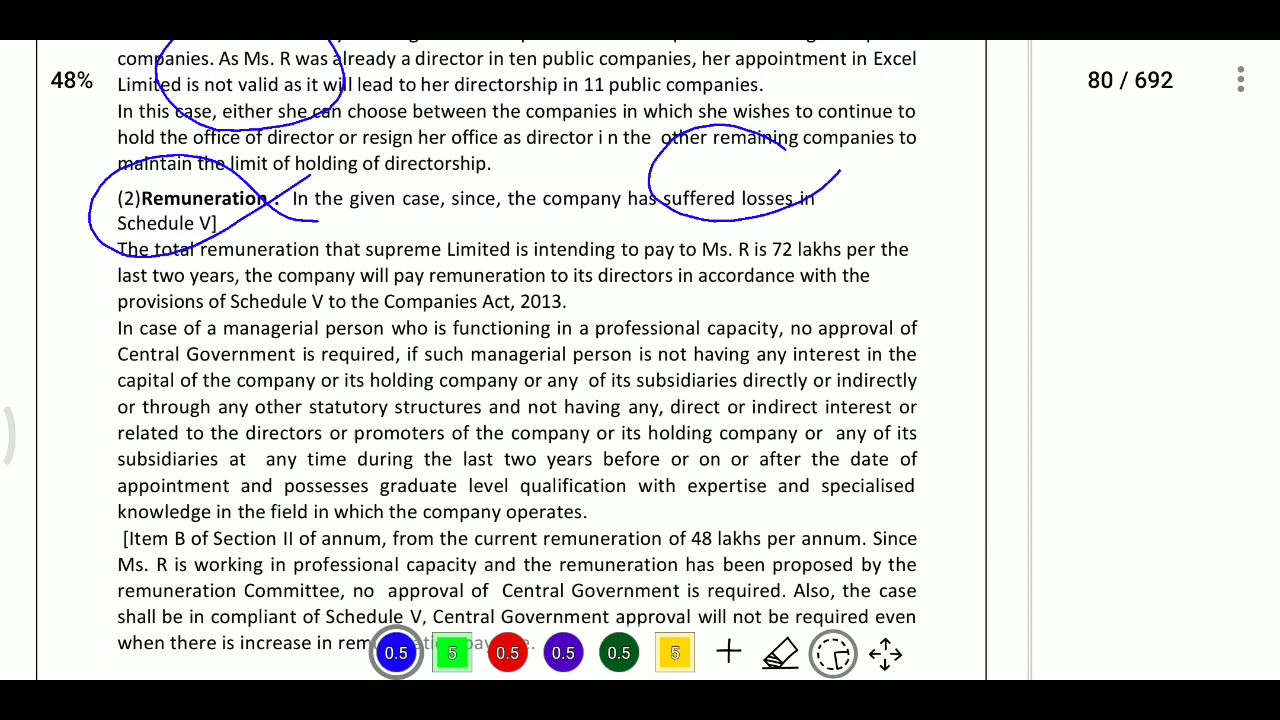 companies. As Ms. R was already a director in ten public companies, her appointment in Excel
48%
80 / 692
Limited is not valid as it will lead to her directorship in 11 public companies.
In this case, either she can choose between the companies in which she wishes to continue to
hold the office of director or resign her office as director i n the other remaining companies to
maintain the limit of holding of directorship.
(2)Remuneration : In the given case, since, the company has suffered losses in
Schedule V]
The total remuneration that supreme Limited is intending to pay to Ms. R is 72 lakhs per the
last two years, the company will pay remuneration to its directors in accordance with the
provisions of Schedule V to the Companies Act, 2013.
In case of a managerial person who is functioning in a professional capacity, no approval of
Central Government is required, if such managerial person is not having any interest in the
capital of the company or its holding company or any of its subsidiaries directly or indirectly
or through any other statutory structures and not having any, direct or indirect interest or
related to the directors or promoters of the company or its holding company or any of its
subsidiaries at any time during the last two years before or on or after the date of
appointment and possesses graduate level qualification with expertise and specialised
knowledge in the field in which the company operates.
[Item B of Section II of annum, from the current remuneration of 48 lakhs per annum. Since
Ms. R is working in professional capacity and the remuneration has been proposed by the
remuneration Committee, no approval of Central Government is required. Also, the case
shall be in compliant of Schedule V, Central Government approval will not be required even
when there is increase in
0.5 5 0.5 0.5 0.5 5